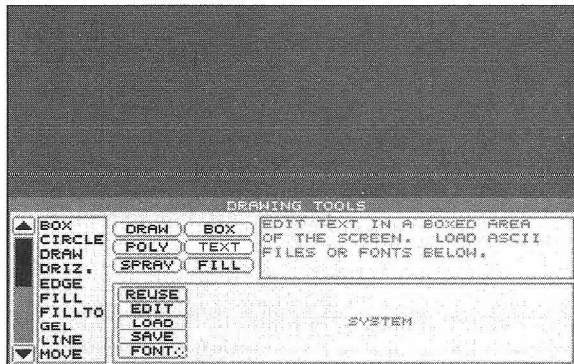 DRAWING TOOLS
BOX
CIRCLE
DRAW
DRIZ.
EDGE
FILL
FILLTO
GEL
LINE
MOVE
DRAW BOX
POLY TEXT
SPRAY FILL
EDIT TEXT IN A BOXED AREA
OF THE SCREEN. LOAD ASCII
FILES OR FONTS BELOW.
REUSE
EDIT
LOAD
SAVE
FONT
SYSTEM